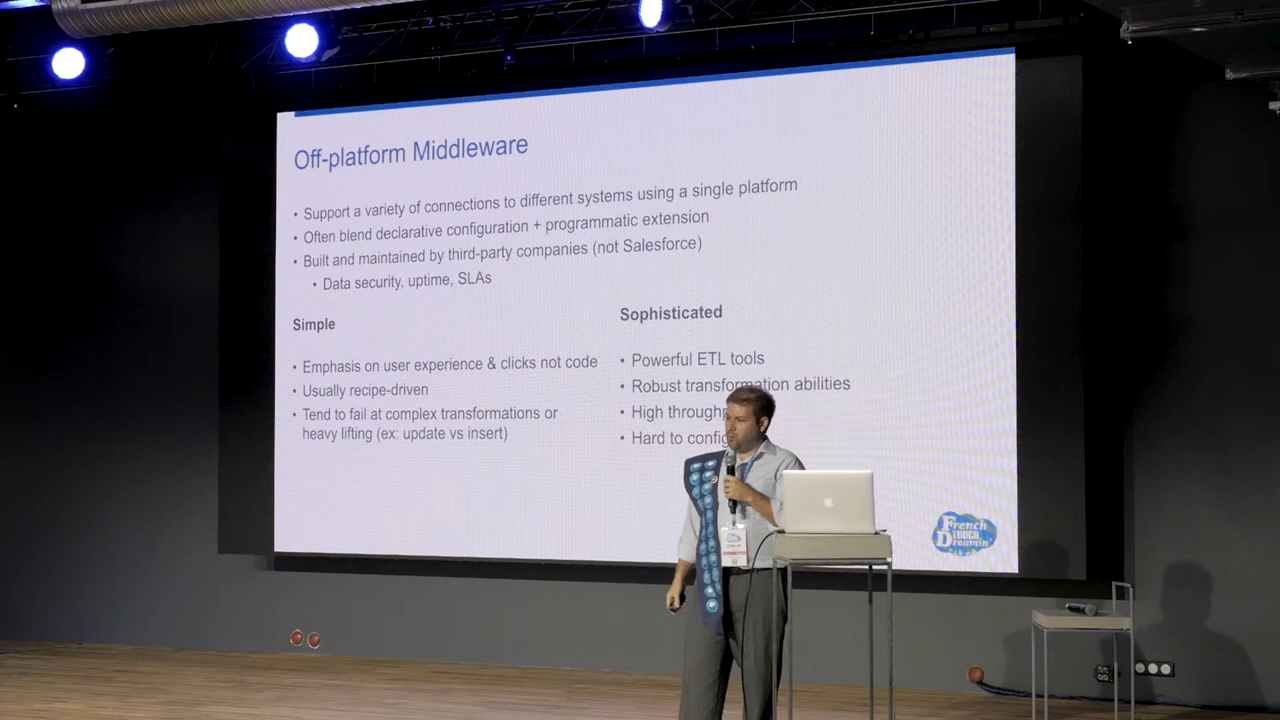 Off-platform Middleware
• Support a variety of connections to different systems using a single platform
• Often blend declarative configuration + programmatic extension
• Built and maintained by third-party companies (not Salesforce)
• Data security, uptime, SLAs
Simple
• Emphasis on user experience & clicks not code
• Usually recipe-driven
• Tend to fail at complex transformations or
heavy lifting (ex: update vs insert)
Sophisticated
• Powerful ETL tools
• Robust transformation abilities
• High
• Hard to
French
TOUCH
Dreamin'